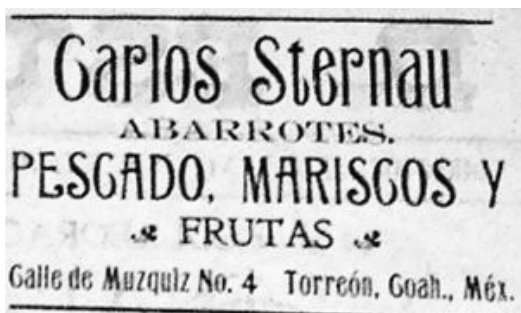 Carlos Sternau
ABARROTES.
PESCADO, MARISCOS Y
FRUTAS
Calle de Muzquiz No. 4 Torreón, Coah., Méx.